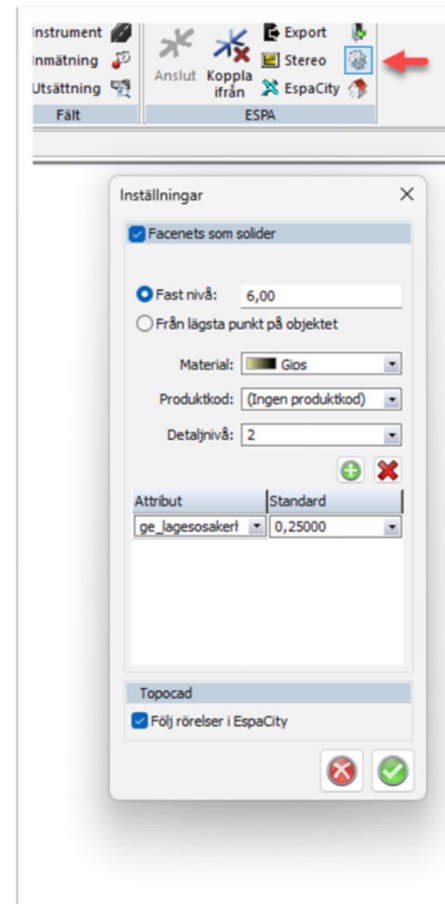 Instrument
Export
Inmätning
Anslut Koppla ifrån
Stereo
Utsättning
EspaCity
Fält
ESPA
Inställningar
Facenets som solider
Fast nivå: 6,00
Från lägsta punkt på objektet
Material: Gips
Produktkod: (Ingen produktkod)
Detaljnivå: 2
Attribut Standard
ge_lagesosakerl 0,25000
Topocad
Följ rörelser i EspaCity